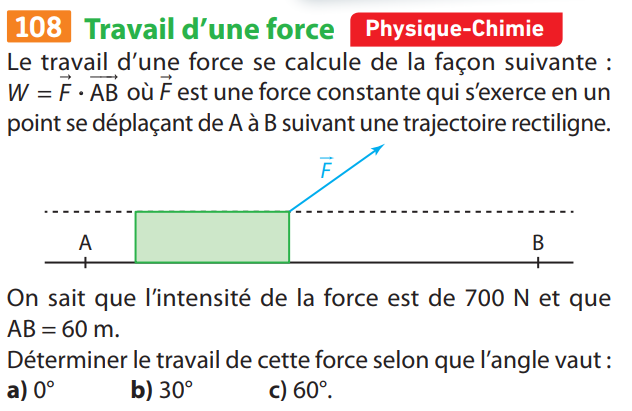 108 Travail d'une force Physique-Chimie
Le travail d'une force se calcule de la façon suivante :
W = F⃗ · AB⃗ où F⃗ est une force constante qui s'exerce en un
point se déplaçant de A à B suivant une trajectoire rectiligne.
F⃗
A B
On sait que l'intensité de la force est de 700 N et que
AB = 60 m.
Déterminer le travail de cette force selon que l'angle vaut :
a) 0° b) 30° c) 60°.